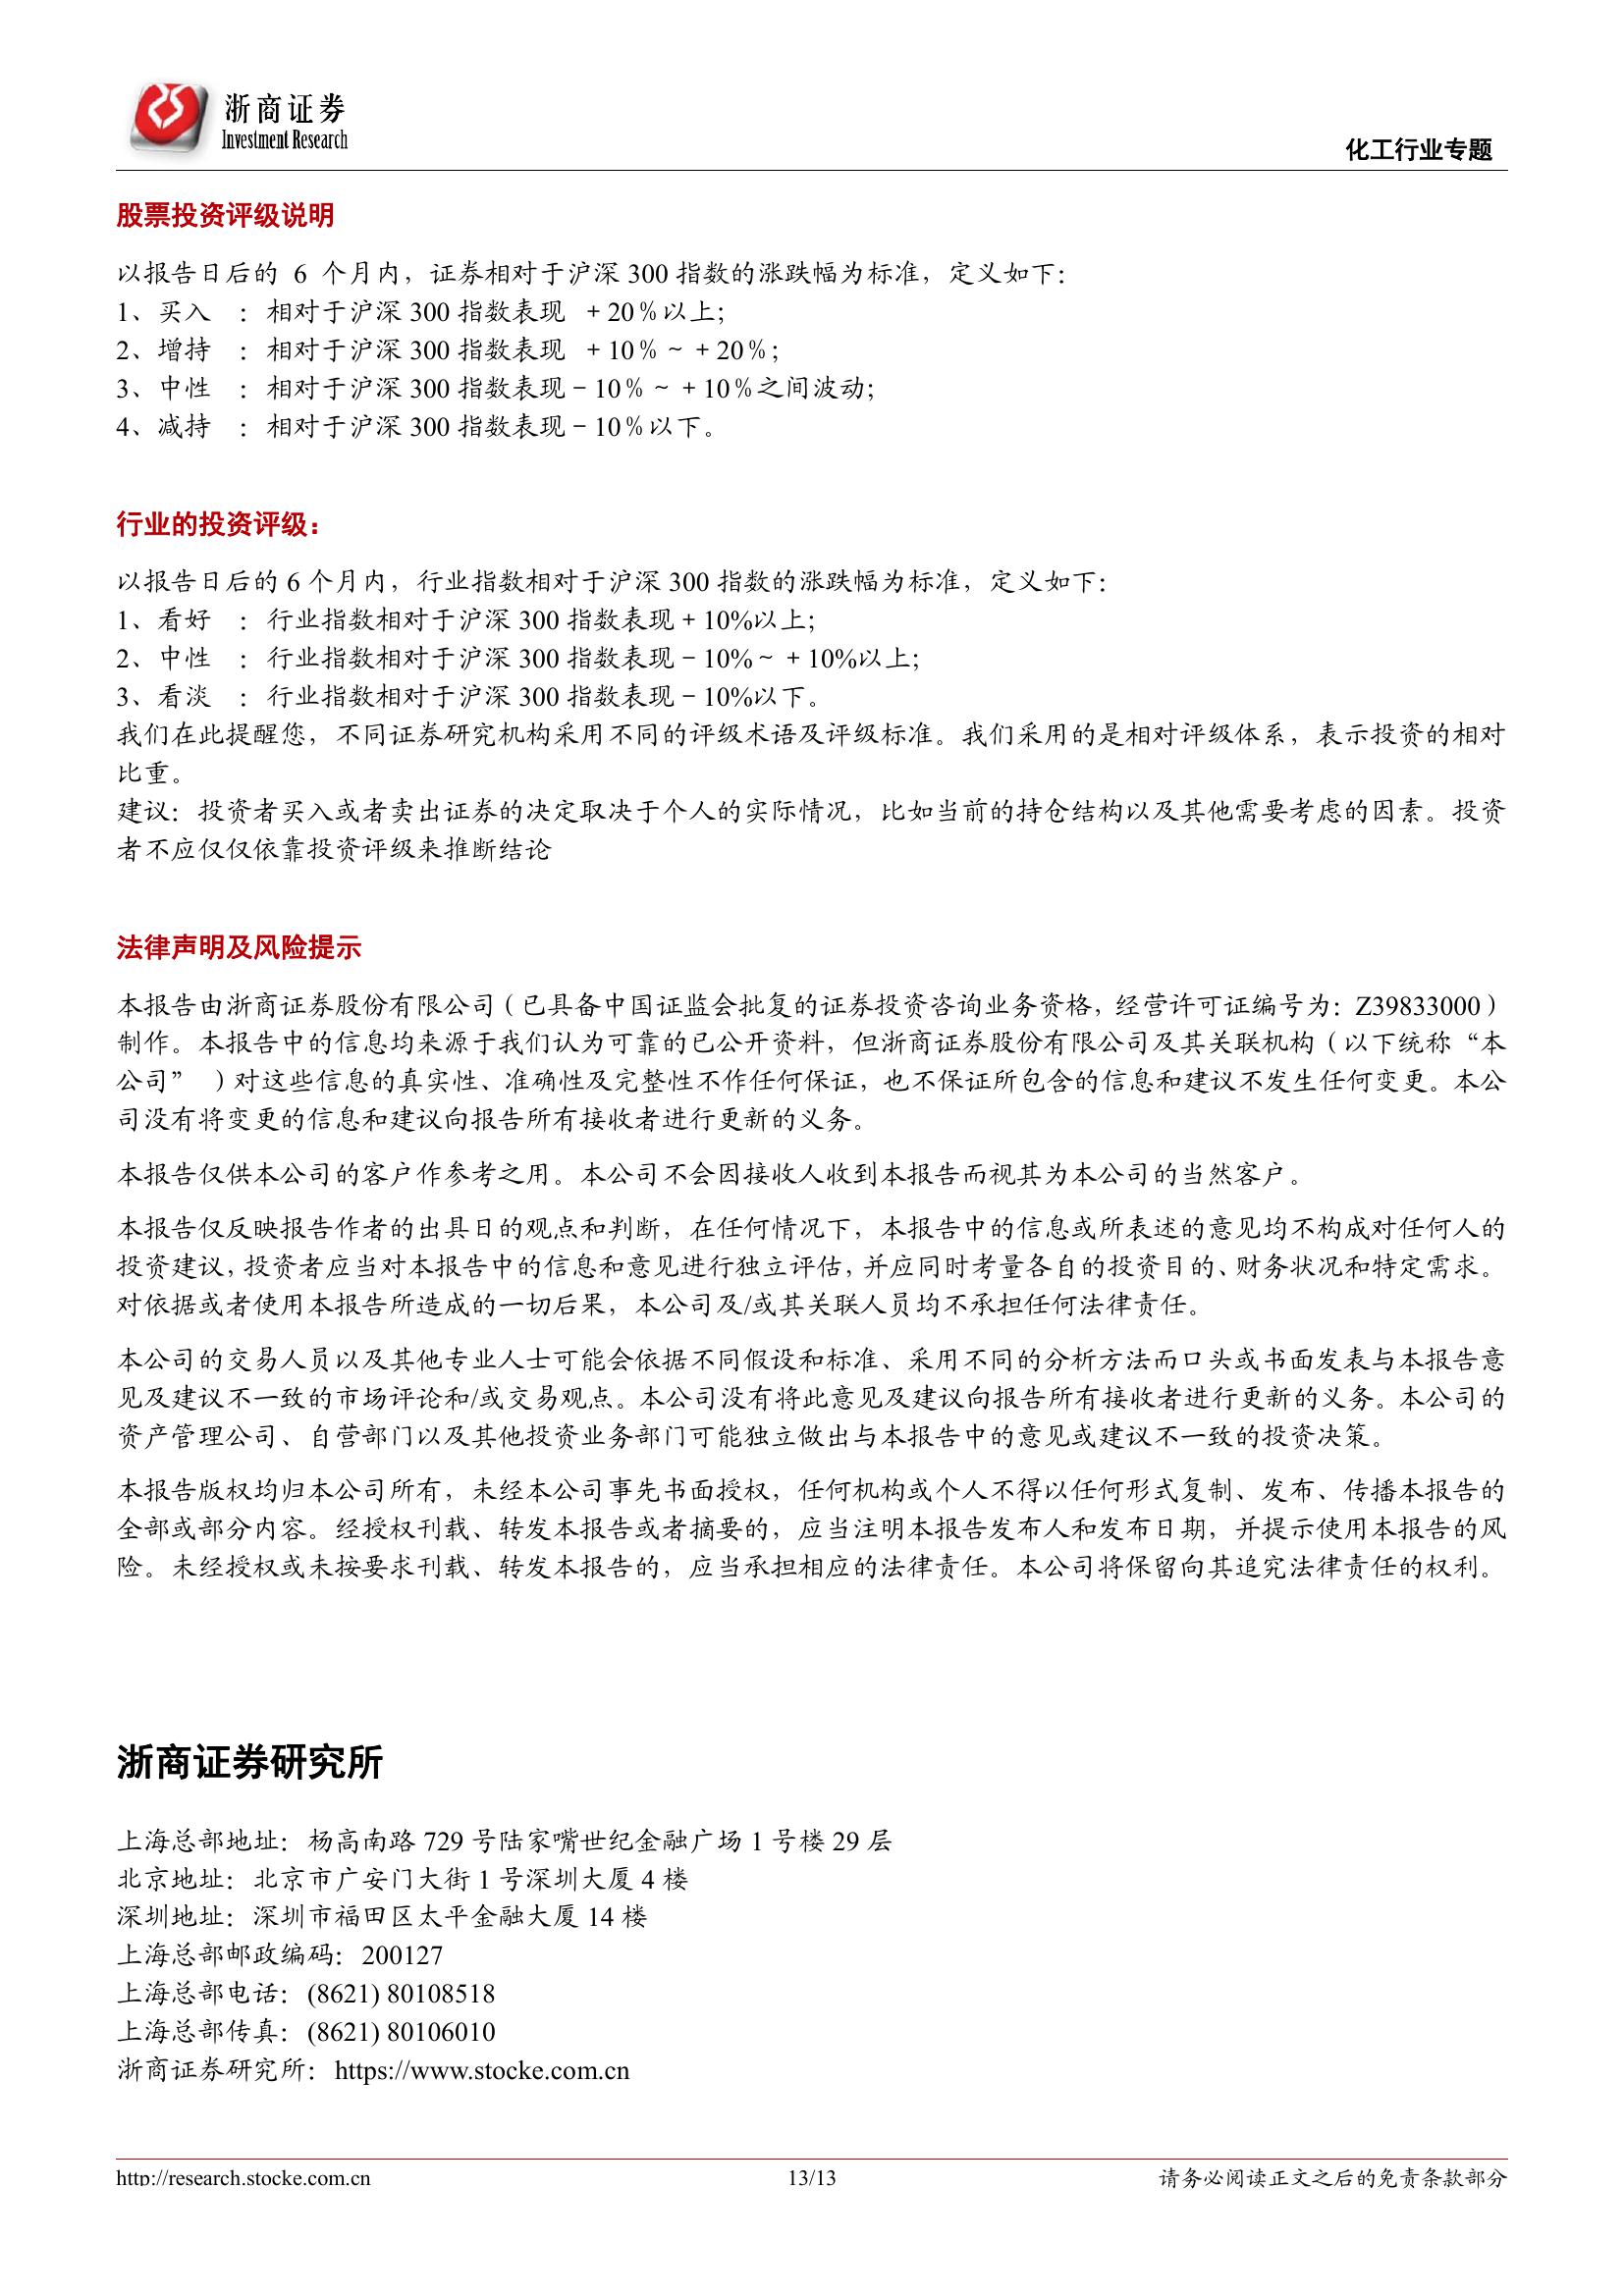 浙商证券
Investment Research
化工行业专题
股票投资评级说明
以报告日后的 6 个月内，证券相对于沪深 300 指数的涨跌幅为标准，定义如下：
1、买入 ：相对于沪深 300 指数表现 ＋20％以上；
2、增持 ：相对于沪深 300 指数表现 ＋10％～＋20％；
3、中性 ：相对于沪深 300 指数表现－10％～＋10％之间波动；
4、减持 ：相对于沪深 300 指数表现－10％以下。
行业的投资评级：
以报告日后的 6 个月内，行业指数相对于沪深 300 指数的涨跌幅为标准，定义如下：
1、看好 ：行业指数相对于沪深 300 指数表现＋10%以上；
2、中性 ：行业指数相对于沪深 300 指数表现－10%～＋10%以上；
3、看淡 ：行业指数相对于沪深 300 指数表现－10%以下。
我们在此提醒您，不同证券研究机构采用不同的评级术语及评级标准。我们采用的是相对评级体系，表示投资的相对
比重。
建议：投资者买入或者卖出证券的决定取决于个人的实际情况，比如当前的持仓结构以及其他需要考虑的因素。投资
者不应仅仅依靠投资评级来推断结论
法律声明及风险提示
本报告由浙商证券股份有限公司（已具备中国证监会批复的证券投资咨询业务资格，经营许可证编号为：Z39833000）
制作。本报告中的信息均来源于我们认为可靠的已公开资料，但浙商证券股份有限公司及其关联机构（以下统称“本
公司”）对这些信息的真实性、准确性及完整性不作任何保证，也不保证所包含的信息和建议不发生任何变更。本公
司没有将变更的信息和建议向报告所有接收者进行更新的义务。
本报告仅供本公司的客户作参考之用。本公司不会因接收人收到本报告而视其为本公司的当然客户。
本报告仅反映报告作者的出具日的观点和判断，在任何情况下，本报告中的信息或所表述的意见均不构成对任何人的
投资建议，投资者应当对本报告中的信息和意见进行独立评估，并应同时考量各自的投资目的、财务状况和特定需求。
对依据或者使用本报告所造成的一切后果，本公司及/或其关联人员均不承担任何法律责任。
本公司的交易人员以及其他专业人士可能会依据不同假设和标准、采用不同的分析方法而口头或书面发表与本报告意
见及建议不一致的市场评论和/或交易观点。本公司没有将此意见及建议向报告所有接收者进行更新的义务。本公司的
资产管理公司、自营部门以及其他投资业务部门可能独立做出与本报告中的意见或建议不一致的投资决策。
本报告版权均归本公司所有，未经本公司事先书面授权，任何机构或个人不得以任何形式复制、发布、传播本报告的
全部或部分内容。经授权刊载、转发本报告或者摘要的，应当注明本报告发布人和发布日期，并提示使用本报告的风
险。未经授权或未按要求刊载、转发本报告的，应当承担相应的法律责任。本公司将保留向其追究法律责任的权利。
浙商证券研究所
上海总部地址：杨高南路 729 号陆家嘴世纪金融广场 1 号楼 29 层
北京地址：北京市广安门大街 1 号深圳大厦 4 楼
深圳地址：深圳市福田区太平金融大厦 14 楼
上海总部邮政编码：200127
上海总部电话：(8621) 80108518
上海总部传真：(8621) 80106010
浙商证券研究所：https://www.stocke.com.cn
http://research.stocke.com.cn
13/13
请务必阅读正文之后的免责条款部分